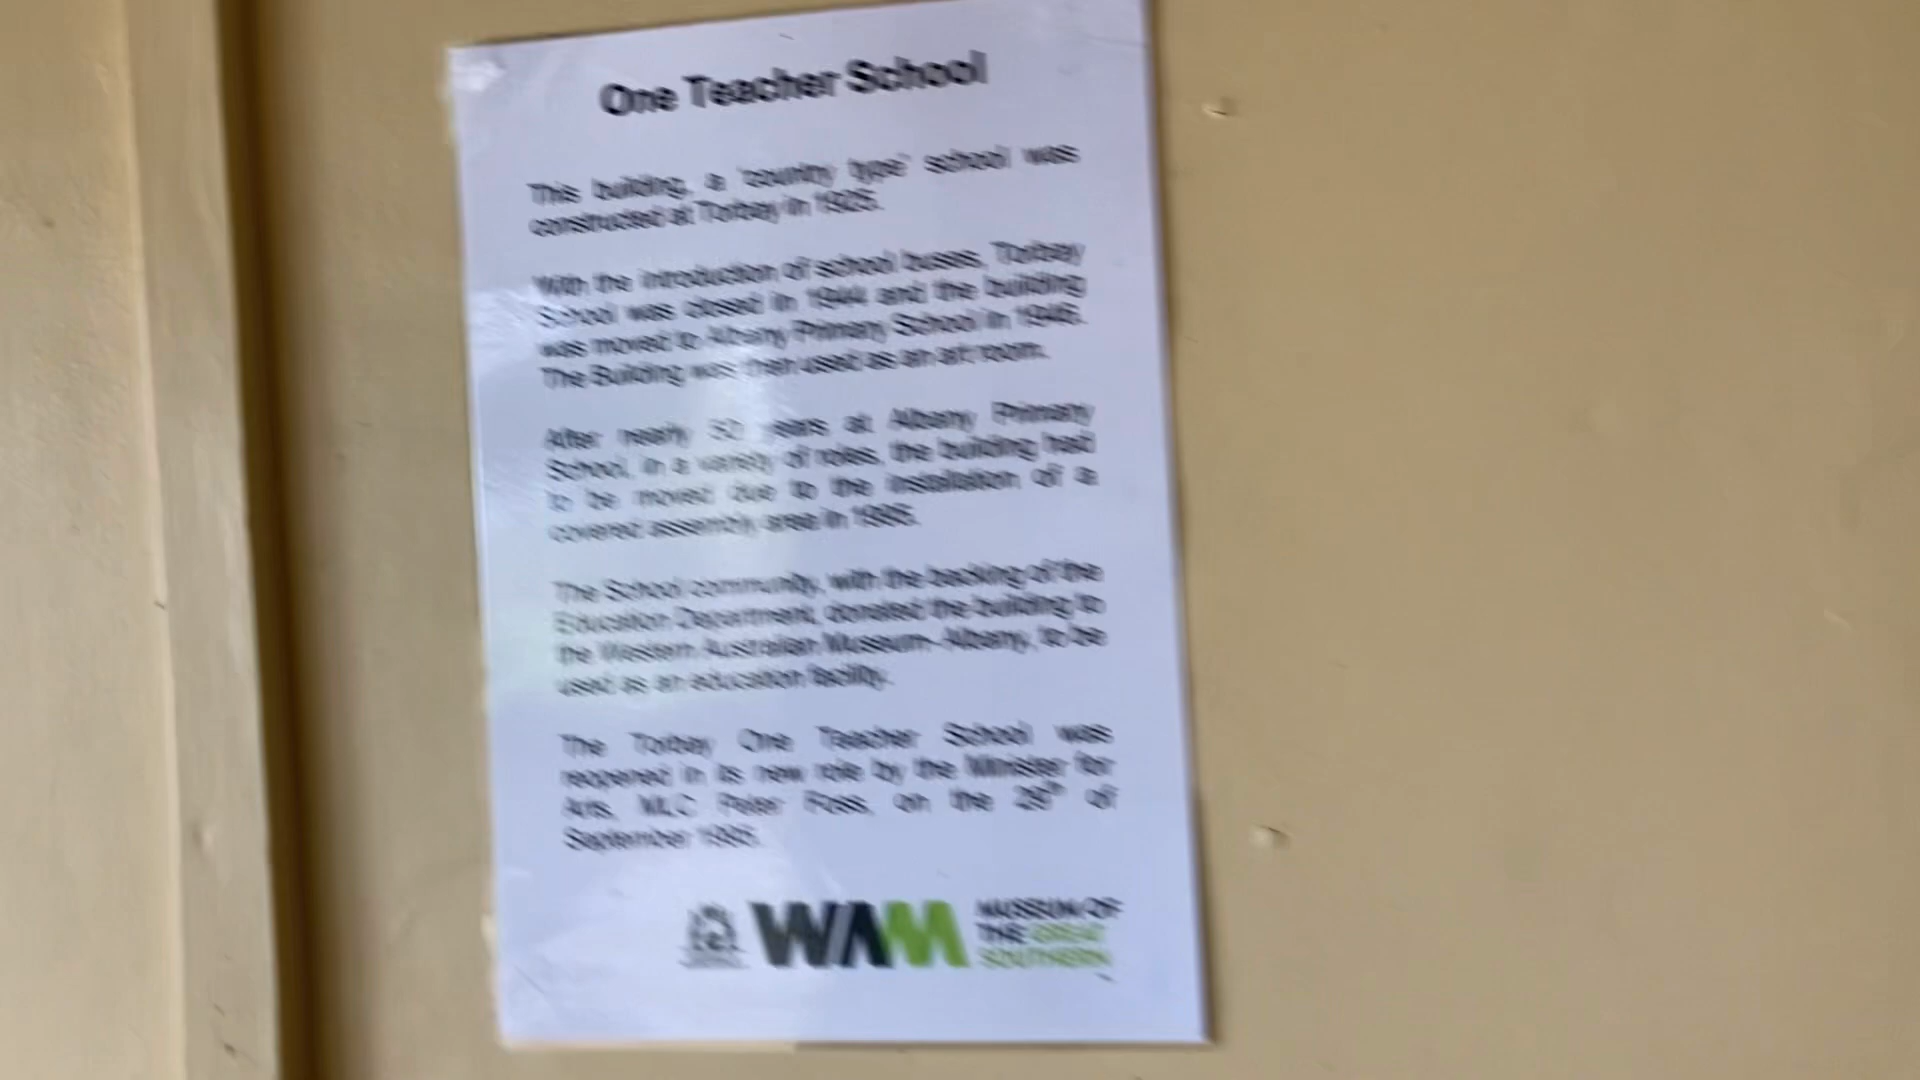 One Teacher School
This building, a 'country type' school was
constructed at Torbay in 1925.
With the introduction of school buses, Torbay
School was closed in 1944 and the building
was moved to Albany Primary School in
The Building was then used as an art room.
After nearly 50 years at Albany Primary
School, in a variety of roles, the building had
to be moved due to the installation of a
covered assembly area in
The School community, with the backing of the
Education Department, donated the building to
the Western Australian Museum-Albany, to be
used as an education facility.
The Torbay One Teacher School was
reopened in its new role by the Minister for
Arts, MLC Peter Foss, on the of
September
WAM
MUSEUM OF
THE GREAT
SOUTHERN